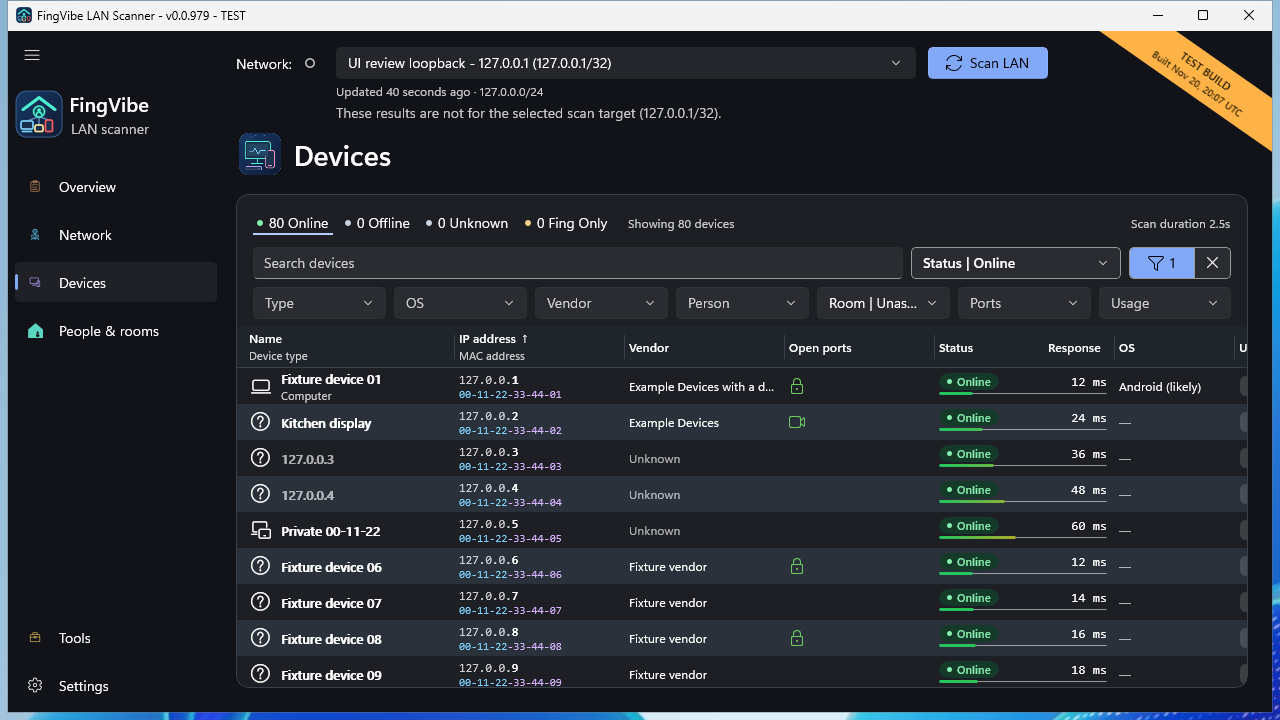 FingVibe LAN Scanner - v0.0.979 - TEST
Network:
UI review loopback - 127.0.0.1 (127.0.0.1/32)
Scan LAN
TEST BUILD
Built Nov 20, 20:07 UTC
Updated 40 seconds ago · 127.0.0.0/24
These results are not for the selected scan target (127.0.0.1/32).
FingVibe
LAN scanner
Overview
Network
Devices
People & rooms
Tools
Settings
Devices
80 Online
0 Offline
0 Unknown
0 Fing Only
Showing 80 devices
Scan duration 2.5s
Search devices
Status | Online
1
Type
OS
Vendor
Person
Room | Unas...
Ports
Usage
Name
Device type
IP address ↑
MAC address
Vendor
Open ports
Status
Response
OS
U
Fixture device 01
Computer
127.0.0.1
00-11-22-33-44-01
Example Devices with a d...
Online
12 ms
Android (likely)
Kitchen display
127.0.0.2
00-11-22-33-44-02
Example Devices
Online
24 ms
—
127.0.0.3
127.0.0.3
00-11-22-33-44-03
Unknown
Online
36 ms
—
127.0.0.4
127.0.0.4
00-11-22-33-44-04
Unknown
Online
48 ms
—
Private 00-11-22
127.0.0.5
00-11-22-33-44-05
Unknown
Online
60 ms
—
Fixture device 06
127.0.0.6
00-11-22-33-44-06
Fixture vendor
Online
12 ms
—
Fixture device 07
127.0.0.7
00-11-22-33-44-07
Fixture vendor
Online
14 ms
—
Fixture device 08
127.0.0.8
00-11-22-33-44-08
Fixture vendor
Online
16 ms
—
Fixture device 09
127.0.0.9
00-11-22-33-44-09
Fixture vendor
Online
18 ms
—